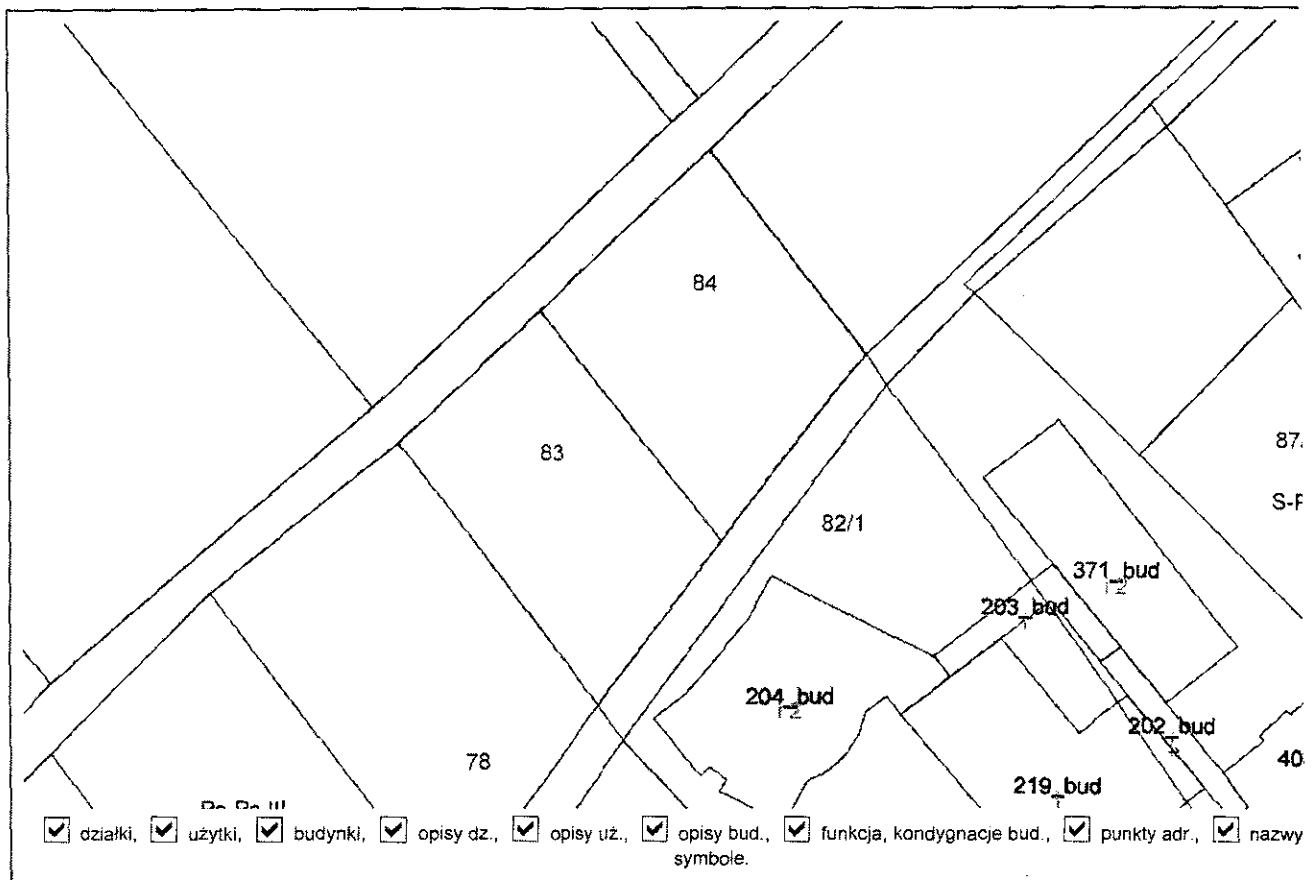 84
83
87
82/1
S-F
371_bud
203_bud
204_bud
202_bud
78
40
219_bud
działki, użytki, budynki, opisy dz., opisy uż., opisy bud., funkcja, kondygnacje bud., punkty adr., nazwy
symbole.